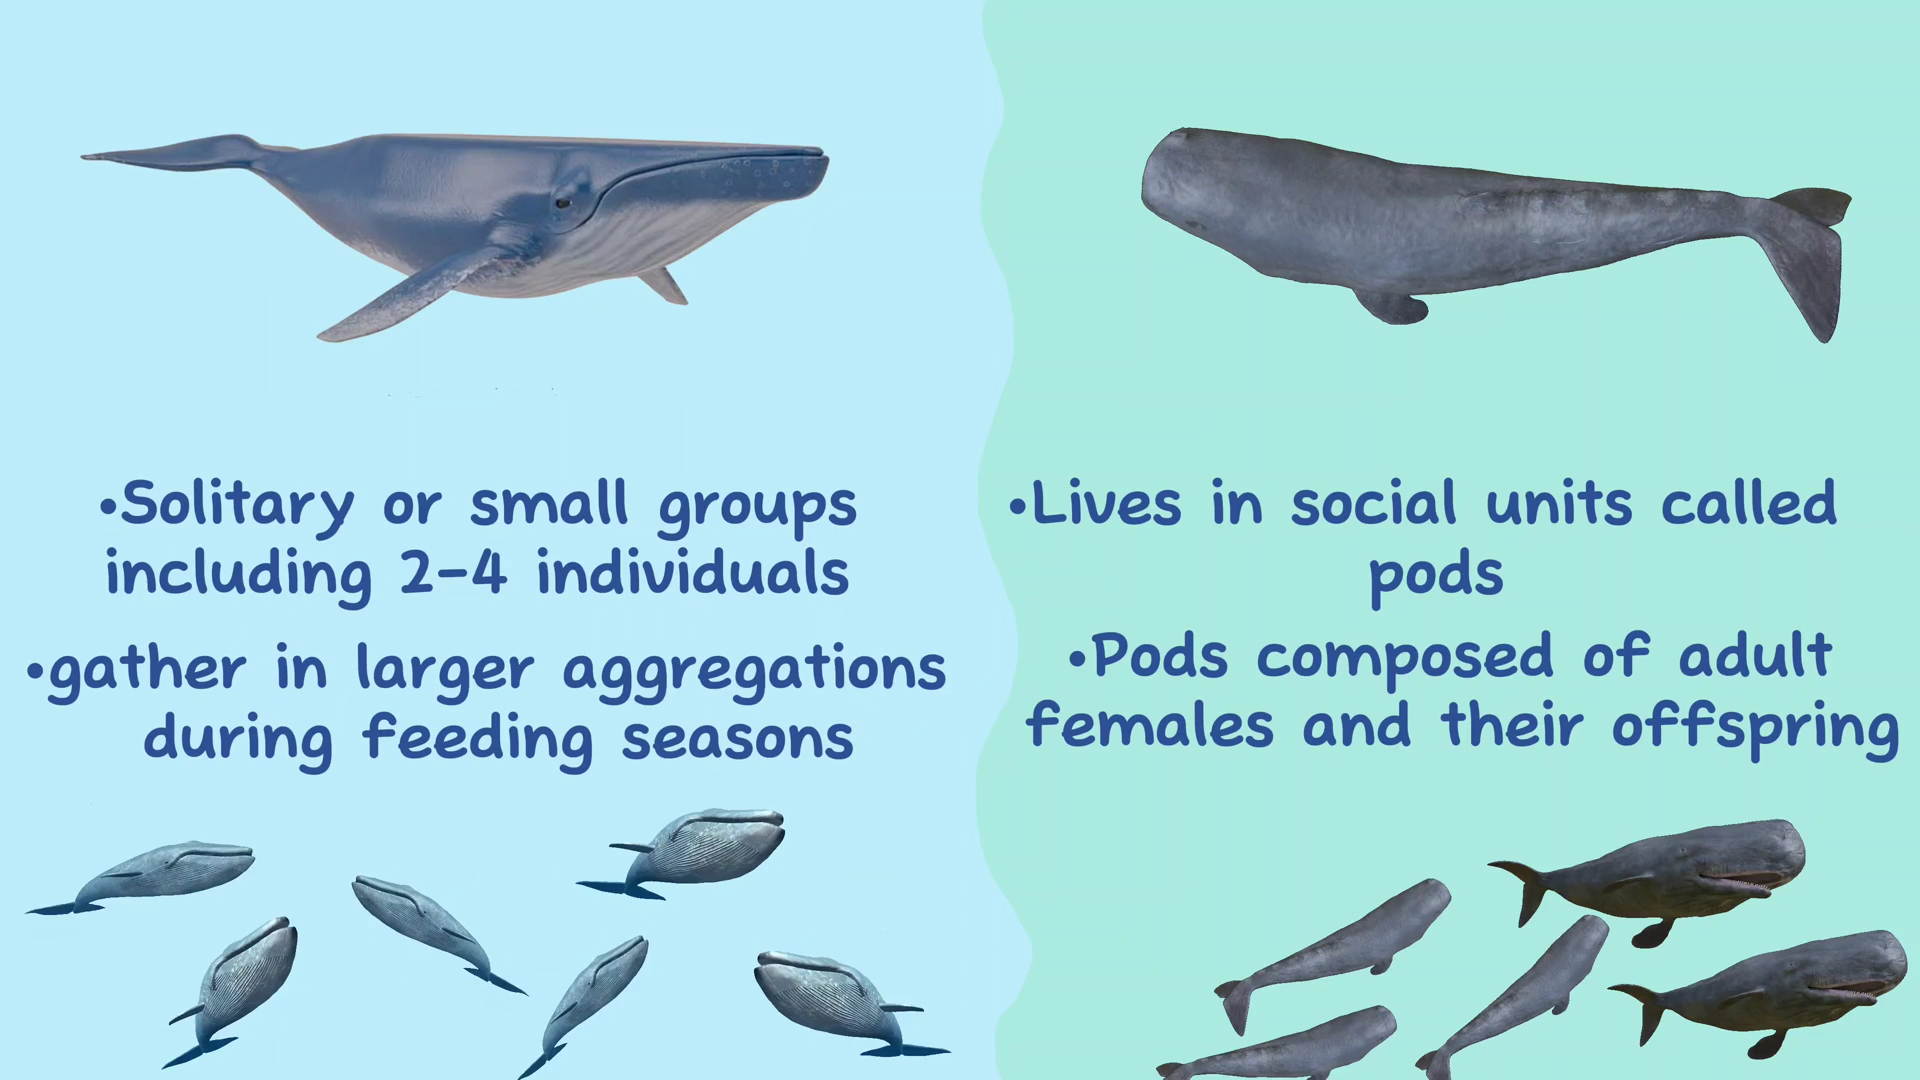 •Solitary or small groups
including 2-4 individuals
•gather in larger aggregations
during feeding seasons
•Lives in social units called
pods
•Pods composed of adult
females and their offspring